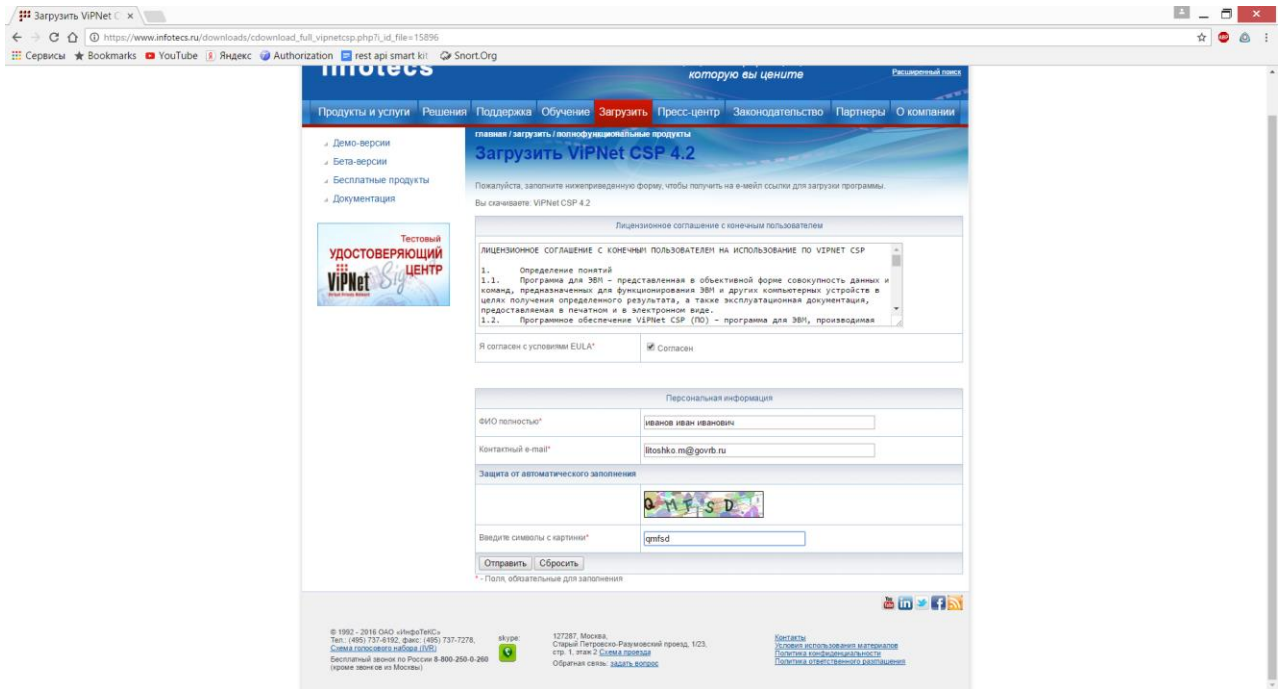 Загрузить ViPNet C
https://www.infotecs.ru/downloads/cdownload_full_vipnetcsp.php?i_id_file=15896
Сервисы Bookmarks YouTube Яндекс Authorization rest api smart kit Snort.Org
infotecs
которую вы цените
Расширенный поиск
Продукты и услуги Решения Поддержка Обучение Загрузить Пресс-центр Законодательство Партнеры О компании
Демо-версии
Бета-версии
Бесплатные продукты
Документация
Тестовый
УДОСТОВЕРЯЮЩИЙ
ЦЕНТР
ViPNet
главная / загрузить / полнофункциональные продукты
Загрузить ViPNet CSP 4.2
Пожалуйста, заполните нижеприведенную форму, чтобы получить на е-мейл ссылки для загрузки программы.
Вы скачиваете: ViPNet CSP 4.2
Лицензионное соглашение с конечным пользователем
ЛИЦЕНЗИОННОЕ СОГЛАШЕНИЕ С КОНЕЧНЫМ ПОЛЬЗОВАТЕЛЕМ НА ИСПОЛЬЗОВАНИЕ ПО VIPNET CSP
1. Определение понятий
1.1. Программа для ЭВМ – представленная в объективной форме совокупность данных и
команд, предназначенных для функционирования ЭВМ и других компьютерных устройств в
целях получения определенного результата, а также эксплуатационная документация,
предоставляемая в печатном и в электронном виде.
1.2. Программное обеспечение ViPNet CSP (ПО) – программа для ЭВМ, производимая
Я согласен с условиями EULA* Согласен
Персональная информация
ФИО полностью* иванов иван иванович
Контактный e-mail* litoshko.m@govrb.ru
Защита от автоматического заполнения
QMFSD
Введите символы с картинки* qmfsd
Отправить Сбросить
* - Поля, обязательные для заполнения
© 1992 - 2016 ОАО «ИнфоТеКС»
Тел.: (495) 737-6192, факс: (495) 737-7278,
Схема голосового набора (IVR)
Бесплатный звонок по России 8-800-250-0-260
(кроме звонков из Москвы)
skype:
127287, Москва,
Старый Петровско-Разумовский проезд, 1/23,
стр. 1, этаж 2 Схема проезда
Обратная связь: задать вопрос
Контакты
Условия использования материалов
Политика конфиденциальности
Политика ответственного разглашения